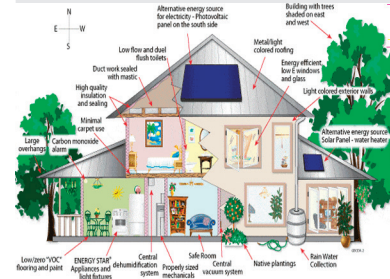 N
E
W
S
Alternative energy source
for electricity - Photovoltaic
panel on the south side
Building with trees
shaded on east
and west
Low flow and duel
flush toilets
Metal/light
colored roofing
Duct work sealed
with mastic
Energy efficient,
low E windows
and glass
High quality
insulation
and sealing
Light colored exterior walls
Minimal
carpet use
Large
overhangs
Carbon monoxide
alarm
Alternative energy source
Solar Panel - water heater
Low/zero "VOC"
flooring and paint
ENERGY STAR®
Appliances and
light fixtures
Central
dehumidification
system
Properly sized
mechanicals
Safe Room
Central
vacuum system
Native plantings
Rain Water
Collection